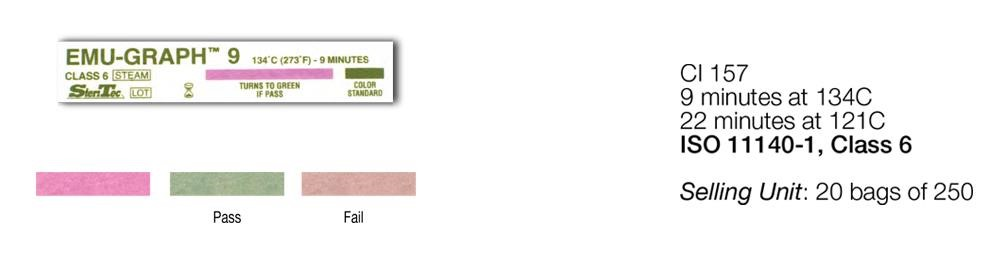 EMU-GRAPH™ 9 134°C (273°F) - 9 MINUTES
CLASS 6 STEAM
SteriTec LOT
TURNS TO GREEN
IF PASS
COLOR
STANDARD
Pass
Fail
CI 157
9 minutes at 134C
22 minutes at 121C
ISO 11140-1, Class 6
Selling Unit: 20 bags of 250